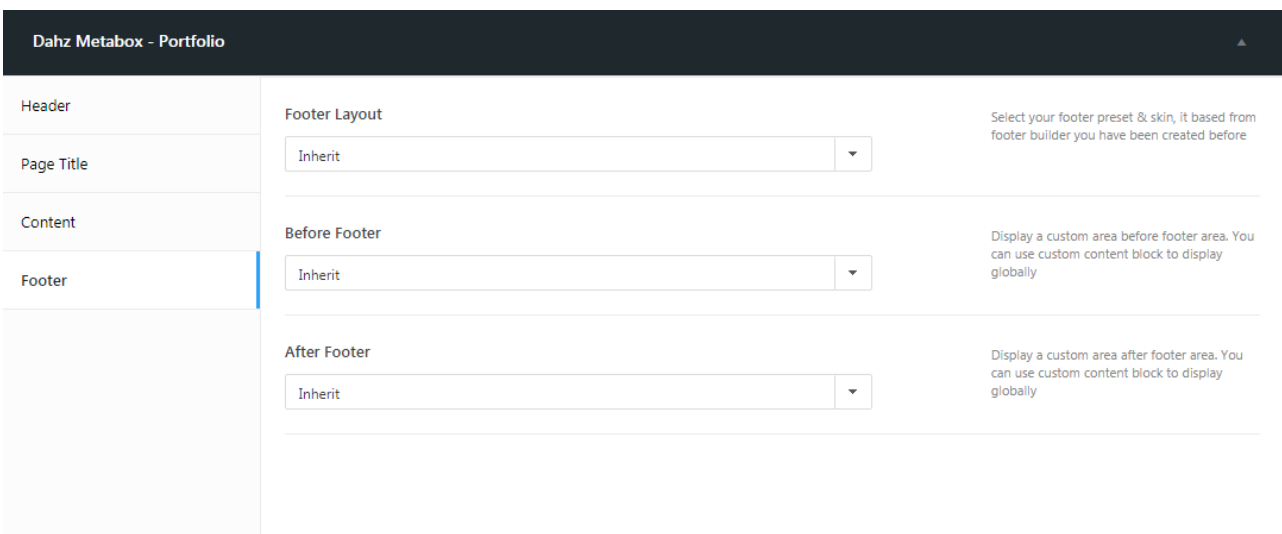 Dahz Metabox - Portfolio
Header
Page Title
Content
Footer
Footer Layout
Inherit
Select your footer preset & skin, it based from
footer builder you have been created before
Before Footer
Inherit
Display a custom area before footer area. You
can use custom content block to display
globally
After Footer
Inherit
Display a custom area after footer area. You
can use custom content block to display
globally